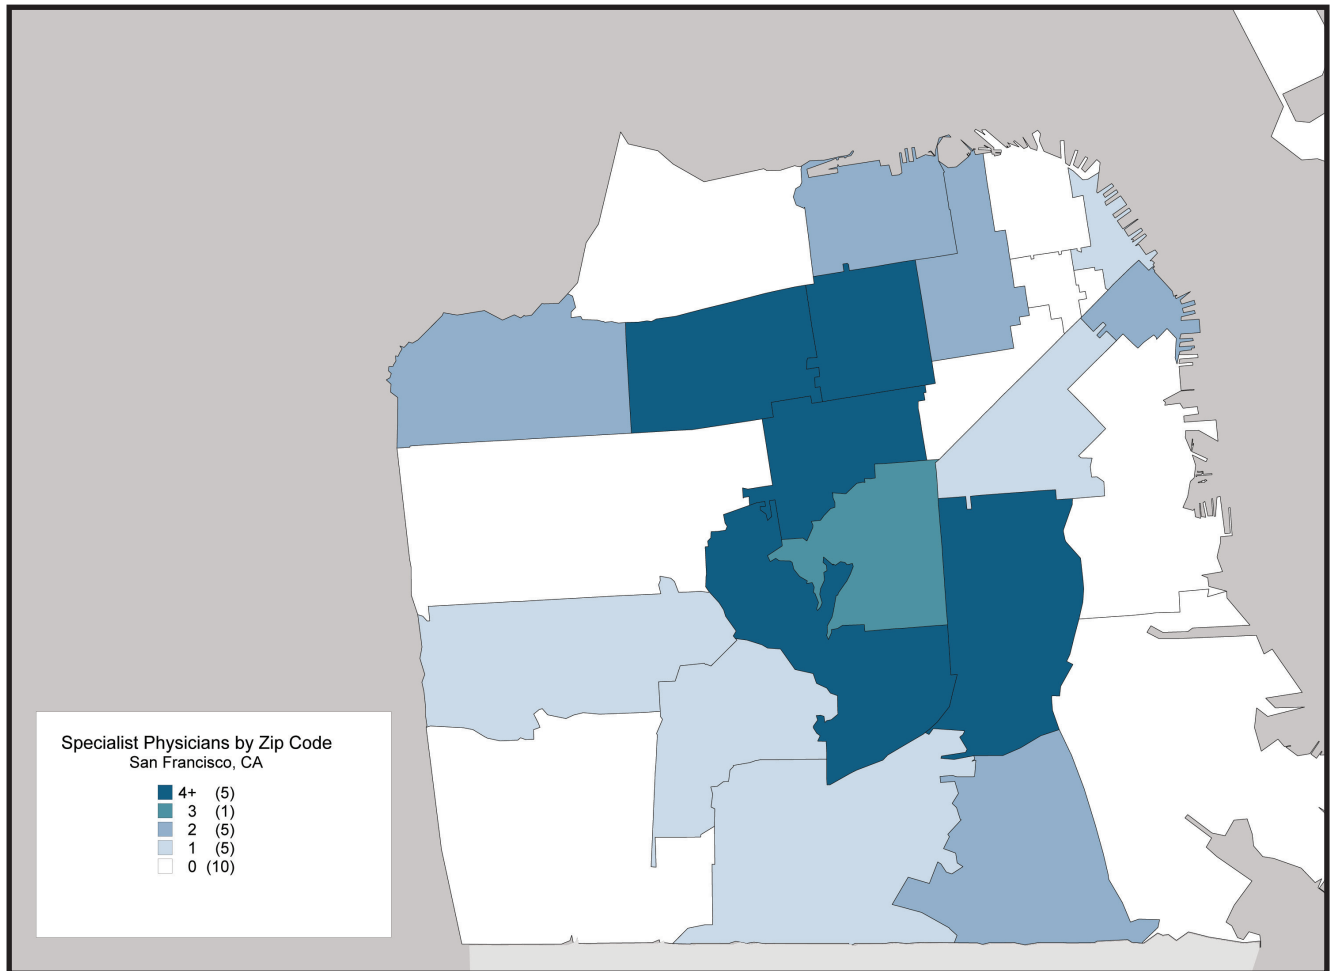 Specialist Physicians by Zip Code
San Francisco, CA
4+ (5)
3 (1)
2 (5)
1 (5)
0 (10)